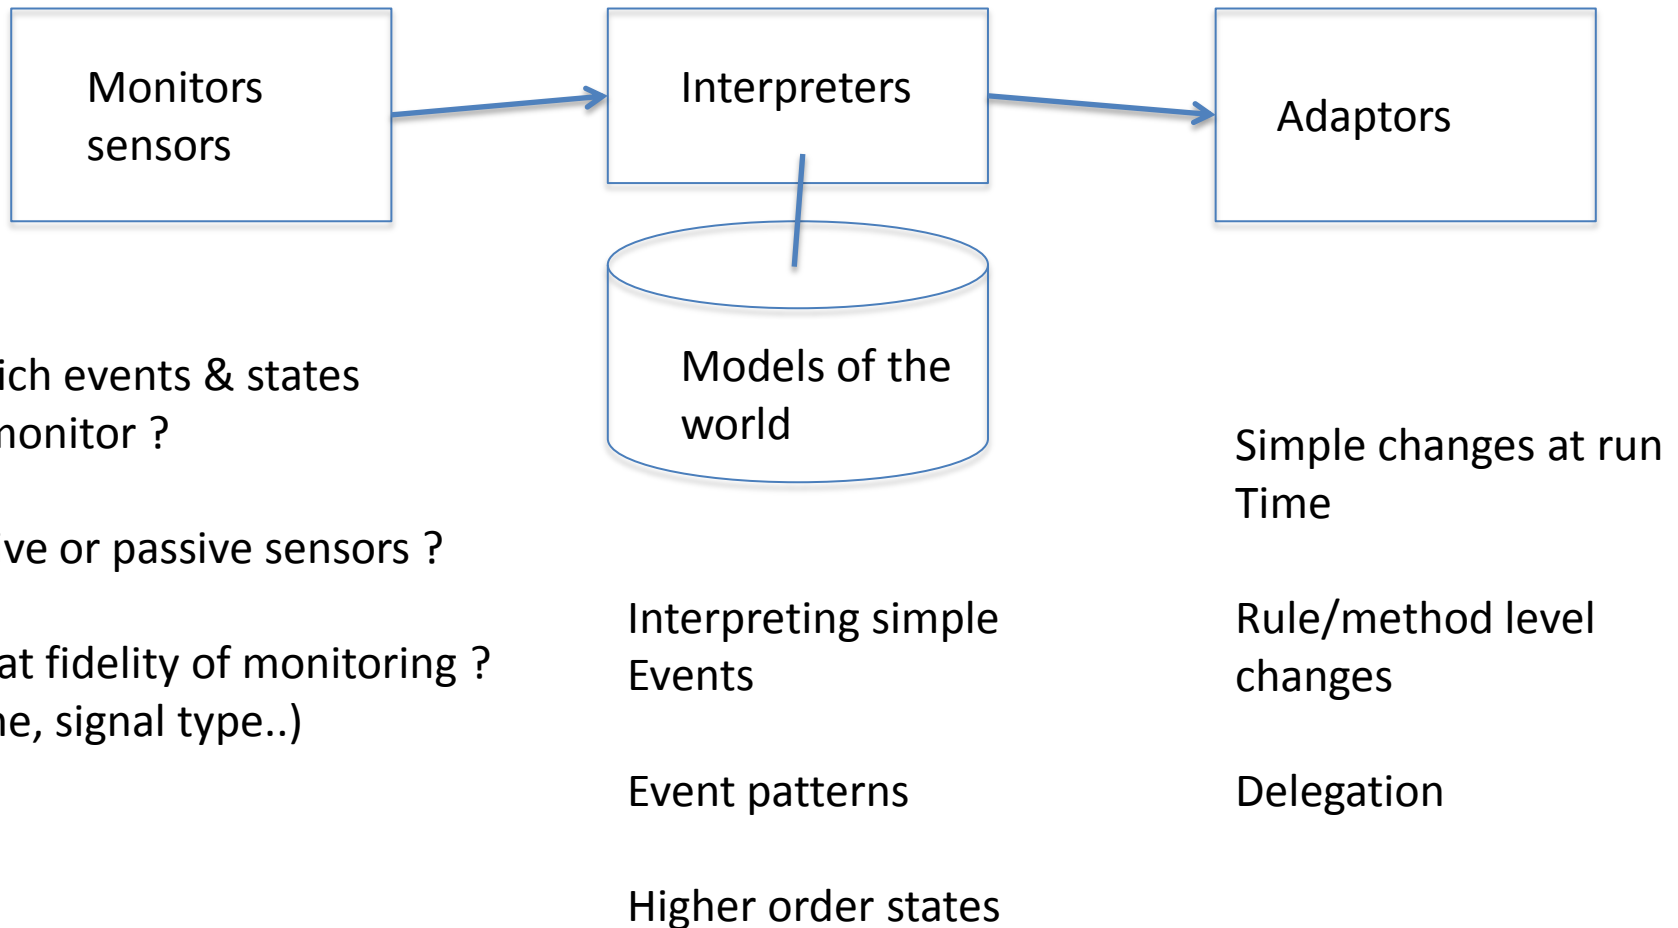 Monitors
sensors
Interpreters
Adaptors
Models of the
world
ich events & states
monitor ?
ive or passive sensors ?
at fidelity of monitoring ?
ne, signal type..)
Interpreting simple
Events
Event patterns
Higher order states
Simple changes at run
Time
Rule/method level
changes
Delegation